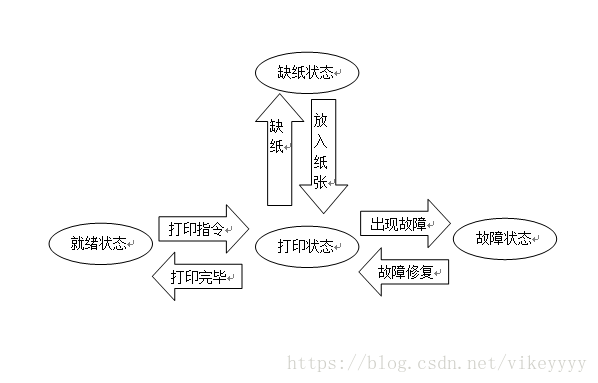 缺纸状态
缺纸
放入纸张
打印指令
出现故障
就绪状态
打印状态
故障状态
打印完毕
故障修复
https://blog.csdn.net/vikeyyyy